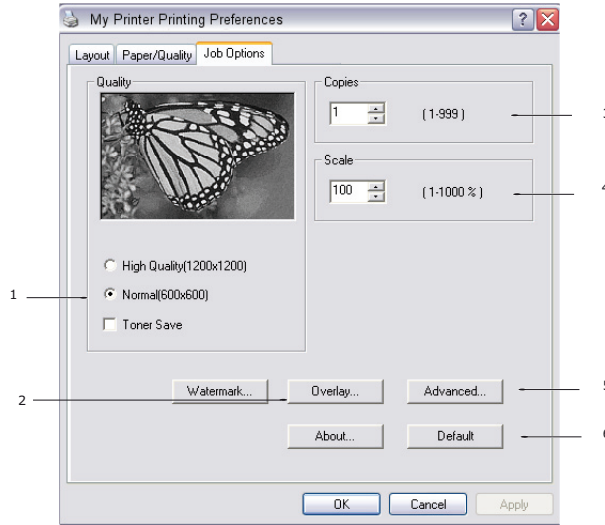 My Printer Printing Preferences
Layout Paper/Quality Job Options
Quality
Copies
1 (1-999)
Scale
100 (1-1000 %)
4
High Quality(1200x1200)
1
Normal(600x600)
Toner Save
Watermark... Overlay... Advanced...
2
About... Default
OK Cancel Apply